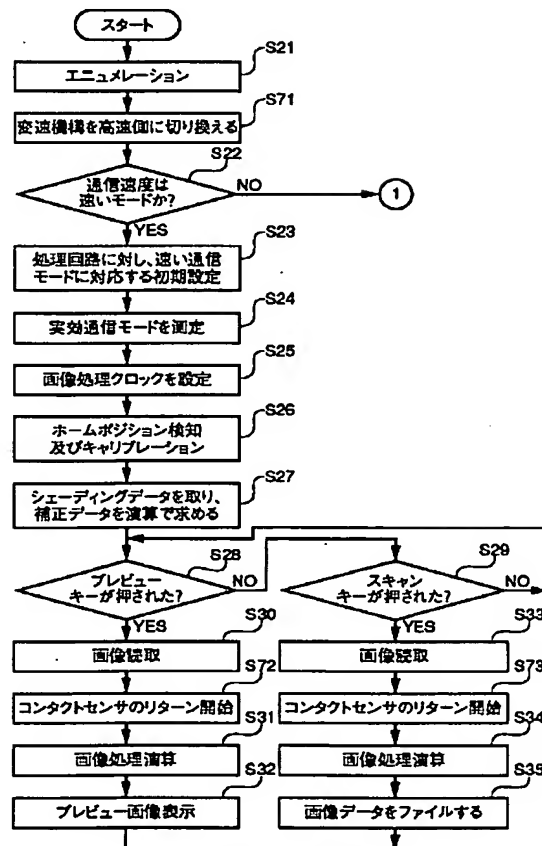 スタート
S21
エニュメレーション
S71
変速機構を高速側に切り換える
S22
通信速度は
速いモードか?
NO
1
YES
S23
処理回路に対し、速い通信
モードに対応する初期設定
S24
実効通信モードを測定
S25
画像処理クロックを設定
S26
ホームポジション検知
及びキャリブレーション
S27
シェーディングデータを取り、
補正データを演算で求める
S28
プレビュー
キーが押された?
NO
YES
S29
スキャン
キーが押された?
NO
YES
S30
画像読取
S33
画像読取
S72
コンタクトセンサのリターン開始
S73
コンタクトセンサのリターン開始
S31
画像処理演算
S34
画像処理演算
S32
プレビュー画像表示
S35
画像データをファイルする